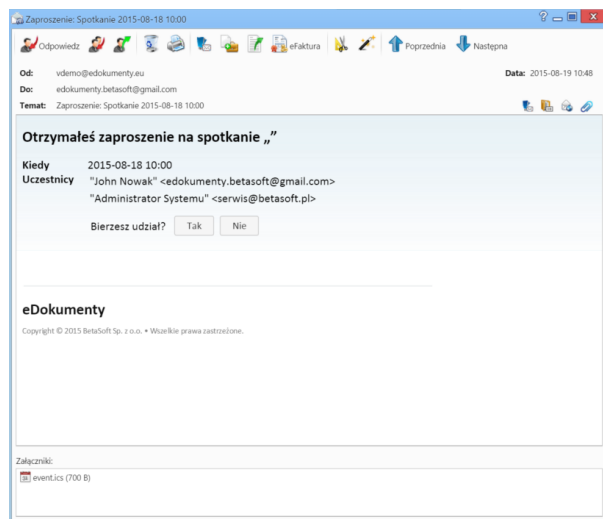 Zaproszenie: Spotkanie 2015-08-18 10:00
Odpowiedz eFaktura Poprzednia Następna
Od: vdemo@edokumenty.eu Data: 2015-08-19 10:48
Do: edokumenty.betasoft@gmail.com
Temat: Zaproszenie: Spotkanie 2015-08-18 10:00
Otrzymałeś zaproszenie na spotkanie „”
Kiedy 2015-08-18 10:00
Uczestnicy "John Nowak" <edokumenty.betasoft@gmail.com>
"Administrator Systemu" <serwis@betasoft.pl>
Bierzesz udział? Tak Nie
eDokumenty
Copyright © 2015 BetaSoft Sp. z o.o. • Wszelkie prawa zastrzeżone.
Załączniki:
event.ics (700 B)